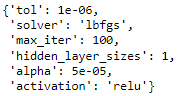 {'tol': 1e-06,
'solver': 'lbfgs',
'max_iter': 100,
'hidden_layer_sizes': 1,
'alpha': 5e-05,
'activation': 'relu'}